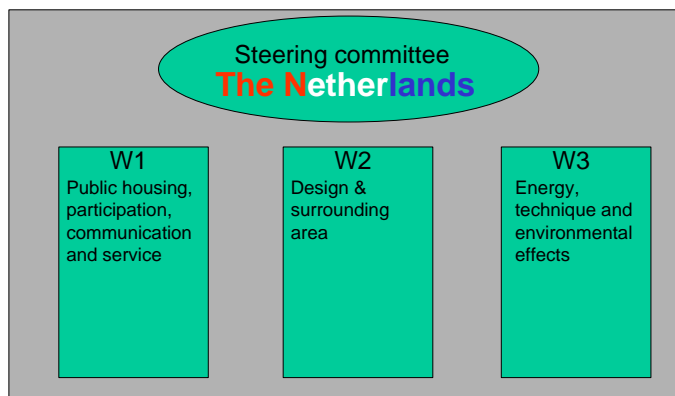 Steering committee
The Netherlands
W1
Public housing,
participation,
communication
and service
W2
Design &
surrounding
area
W3
Energy,
technique and
environmental
effects